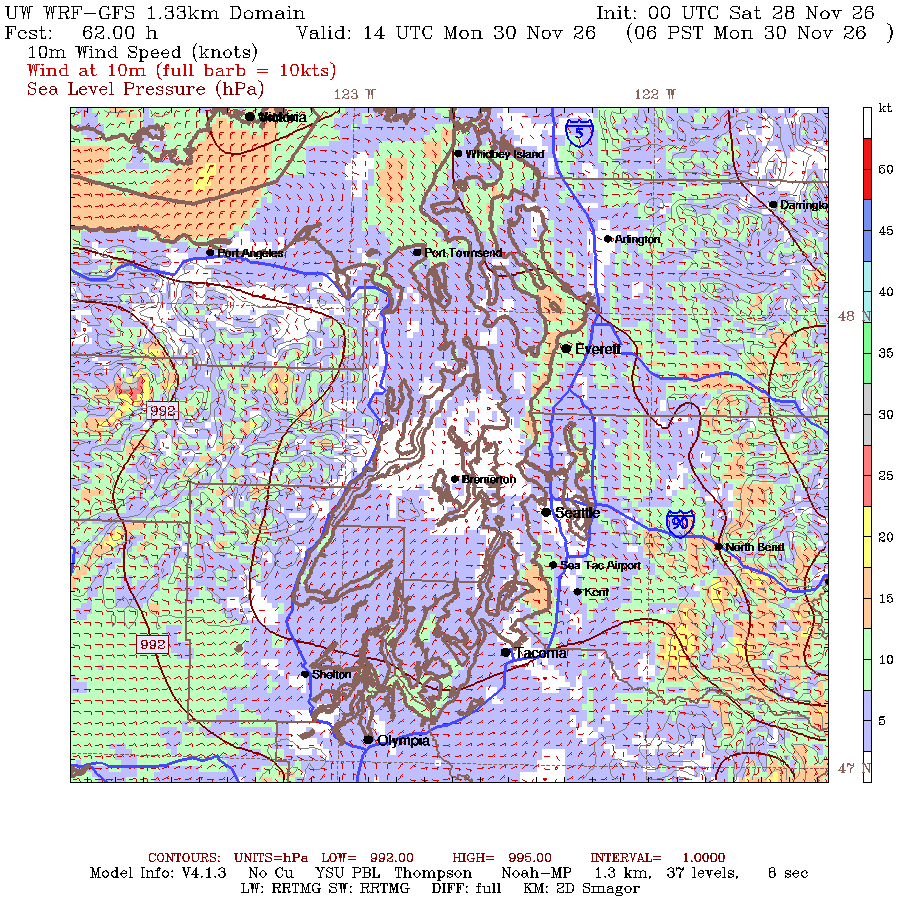 UW WRF-GFS 1.33km Domain Init: 00 UTC Sat 28 Nov 26
Fcst: 62.00 h Valid: 14 UTC Mon 30 Nov 26 (06 PST Mon 30 Nov 26 )
10m Wind Speed (knots)
Wind at 10m (full barb = 10kts)
Sea Level Pressure (hPa)
123 W 122 W
kt
Victoria
5
Whidbey Island
60
Darringto
45
Arlington
Port Angeles
Port Townsend
40
48 N
Everett
35
992
30
Bremerton
25
Seattle
90
20
North Bend
Sea Tac Airport
Kent
15
992
Tacoma
10
Shelton
5
Olympia
47 N
CONTOURS: UNITS=hPa LOW= 992.00 HIGH= 995.00 INTERVAL= 1.0000
Model Info: V4.1.3 No Cu YSU PBL Thompson Noah-MP 1.3 km, 37 levels, 8 sec
LW: RRTMG SW: RRTMG DIFF: full KM: 2D Smagor